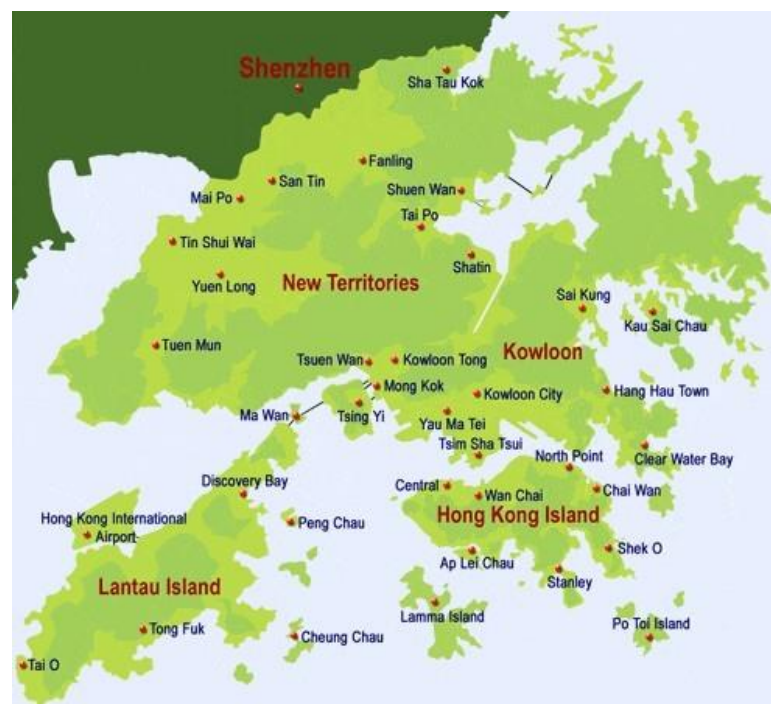 Shenzhen
Sha Tau Kok
Fanling
San Tin
Shuen Wan
Mai Po
Tai Po
Tin Shui Wai
Shatin
Yuen Long
New Territories
Sai Kung
Kau Sai Chau
Tuen Mun
Tsuen Wan
Kowloon Tong
Kowloon
Mong Kok
Kowloon City
Hang Hau Town
Ma Wan
Tsing Yi
Yau Ma Tei
Tsim Sha Tsui
North Point
Clear Water Bay
Discovery Bay
Central
Wan Chai
Chai Wan
Hong Kong International
Airport
Peng Chau
Hong Kong Island
Shek O
Ap Lei Chau
Stanley
Lantau Island
Lamma Island
Po Toi Island
Tong Fuk
Cheung Chau
Tai O